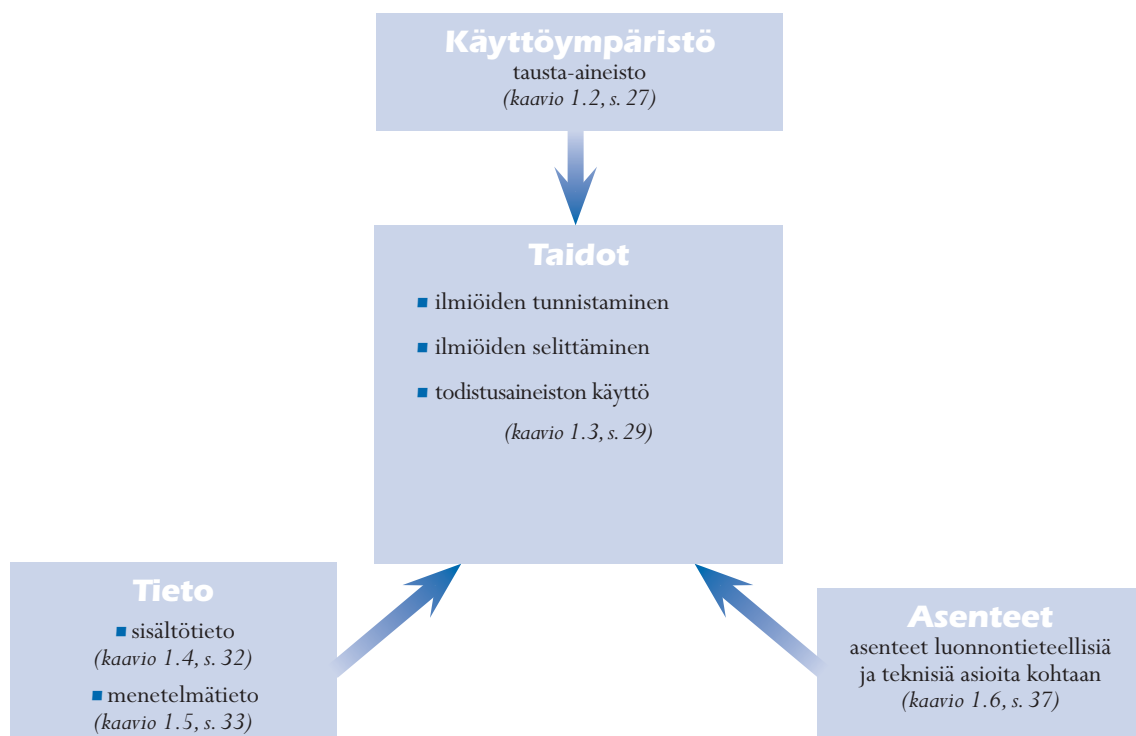 Käyttöympäristö
tausta-aineisto
(kaavio 1.2, s. 27)
Taidot
ilmiöiden tunnistaminen
ilmiöiden selittäminen
todistusaineiston käyttö
(kaavio 1.3, s. 29)
Tieto
sisältötieto
(kaavio 1.4, s. 32)
menetelmätieto
(kaavio 1.5, s. 33)
Asenteet
asenteet luonnontieteellisiä
ja teknisiä asioita kohtaan
(kaavio 1.6, s. 37)